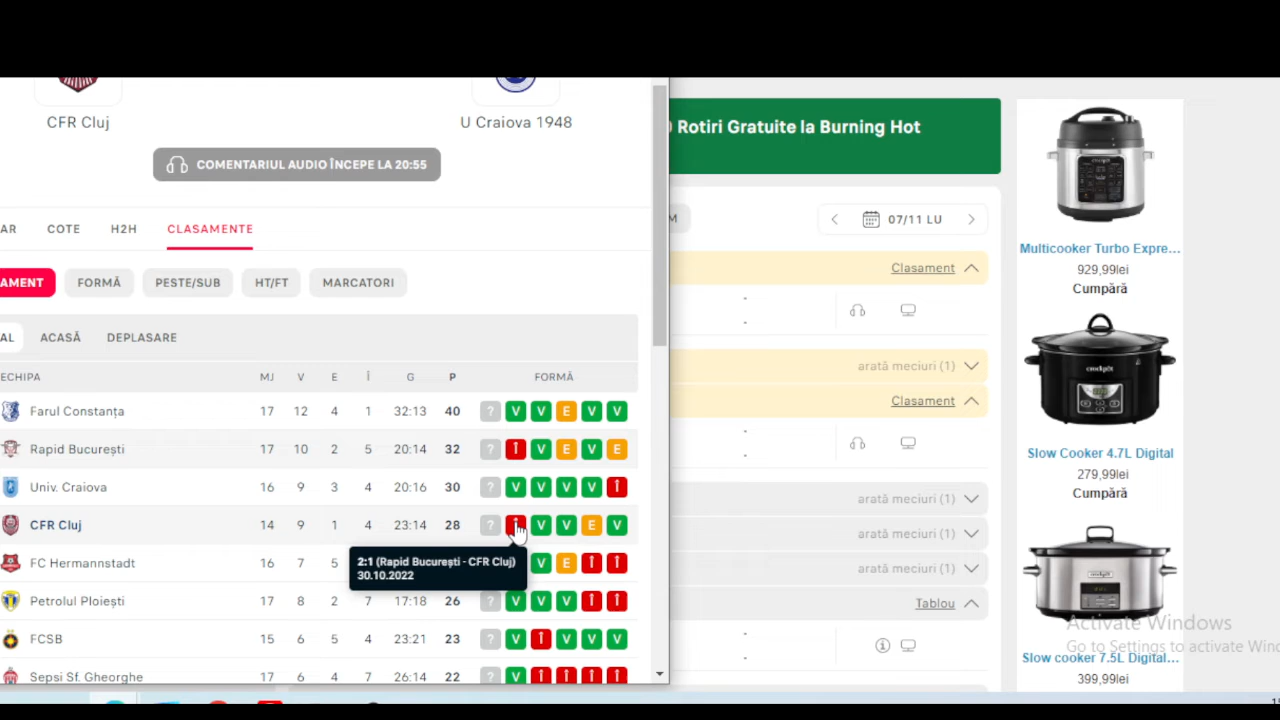 CFR Cluj
U Craiova 1948
COMENTARIUL AUDIO ÎNCEPE LA 20:55
AR COTE H2H CLASAMENTE
AMENT FORMĂ PESTE/SUB HT/FT MARCATORI
AL ACASĂ DEPLASARE
ECHIPA MJ V E Î G P FORMĂ
Farul Constanța 17 12 4 1 32:13 40 ? V V E V V
Rapid București 17 10 2 5 20:14 32 ? Î V E V E
Univ. Craiova 16 9 3 4 20:16 30 ? V V V V Î
CFR Cluj 14 9 1 4 23:14 28 ? Î V V E V
2:1 (Rapid București - CFR Cluj)
30.10.2022
FC Hermannstadt 16 7 5 V E Î Î
Petrolul Ploiești 17 8 2 7 17:18 26 ? V V V Î Î
FCSB 15 6 5 4 23:21 23 ? V Î V V V
Sepsi Sf. Gheorghe 17 6 4 7 26:14 22 ? V Î Î Î Î
Rotiri Gratuite la Burning Hot
M
07/11 LU
Clasament
-
-
arată meciuri (1)
Clasament
-
-
arată meciuri (1)
arată meciuri (1)
arată meciuri (1)
Tablou
-
-
Multicooker Turbo Expre...
929,99lei
Cumpără
crockpot
Slow Cooker 4.7L Digital
279,99lei
Cumpără
crockpot
Slow cooker 7.5L Digital...
399,99lei
Activate Windows
Go to Settings to activate Wind